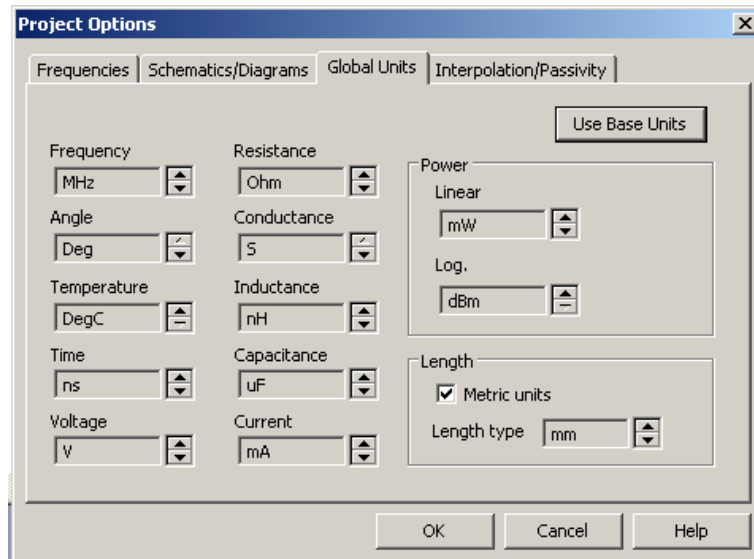 Project Options
Frequencies Schematics/Diagrams Global Units Interpolation/Passivity
Use Base Units
Frequency
MHz
Angle
Deg
Temperature
DegC
Time
ns
Voltage
V
Resistance
Ohm
Conductance
S
Inductance
nH
Capacitance
uF
Current
mA
Power
Linear
mW
Log.
dBm
Length
Metric units
Length type mm
OK Cancel Help